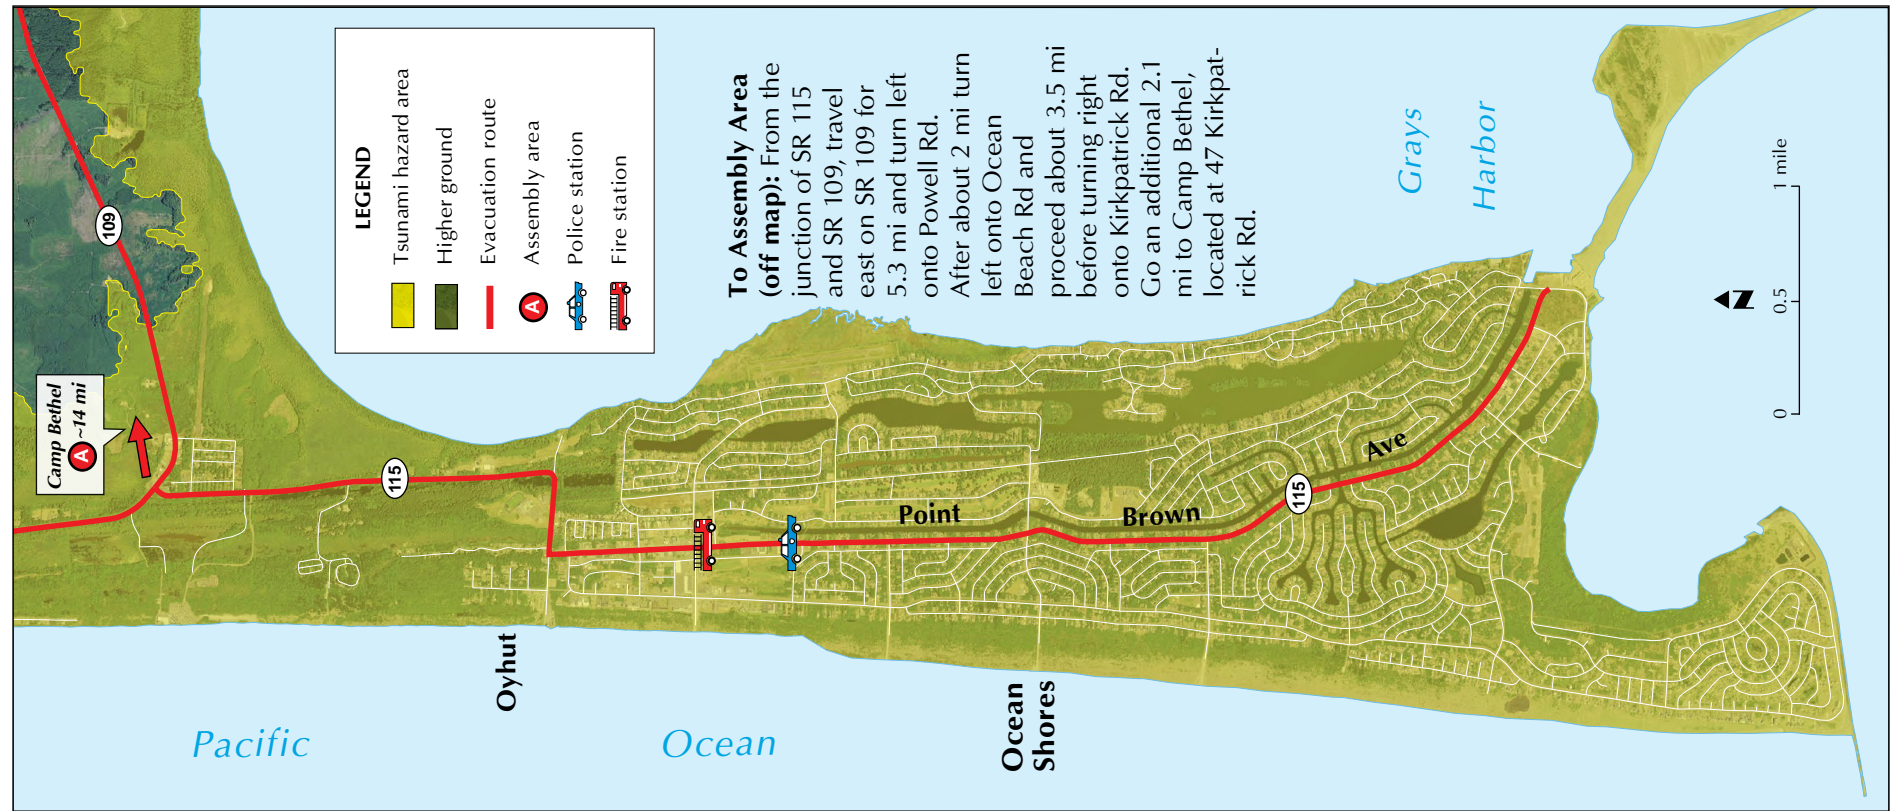 109
Camp Bethel
A ~14 mi
115
LEGEND
Tsunami hazard area
Higher ground
Evacuation route
A
Assembly area
Police station
Fire station
To Assembly Area
(off map): From the
junction of SR 115
and SR 109, travel
east on SR 109 for
5.3 mi and turn left
onto Powell Rd.
After about 2 mi turn
left onto Ocean
Beach Rd and
proceed about 3.5 mi
before turning right
onto Kirkpatrick Rd.
Go an additional 2.1
mi to Camp Bethel,
located at 47 Kirkpat-
rick Rd.
Grays
Harbor
N
0
0.5
1 mile
Point
Brown
Ave
115
Oyhut
Ocean
Shores
Pacific
Ocean